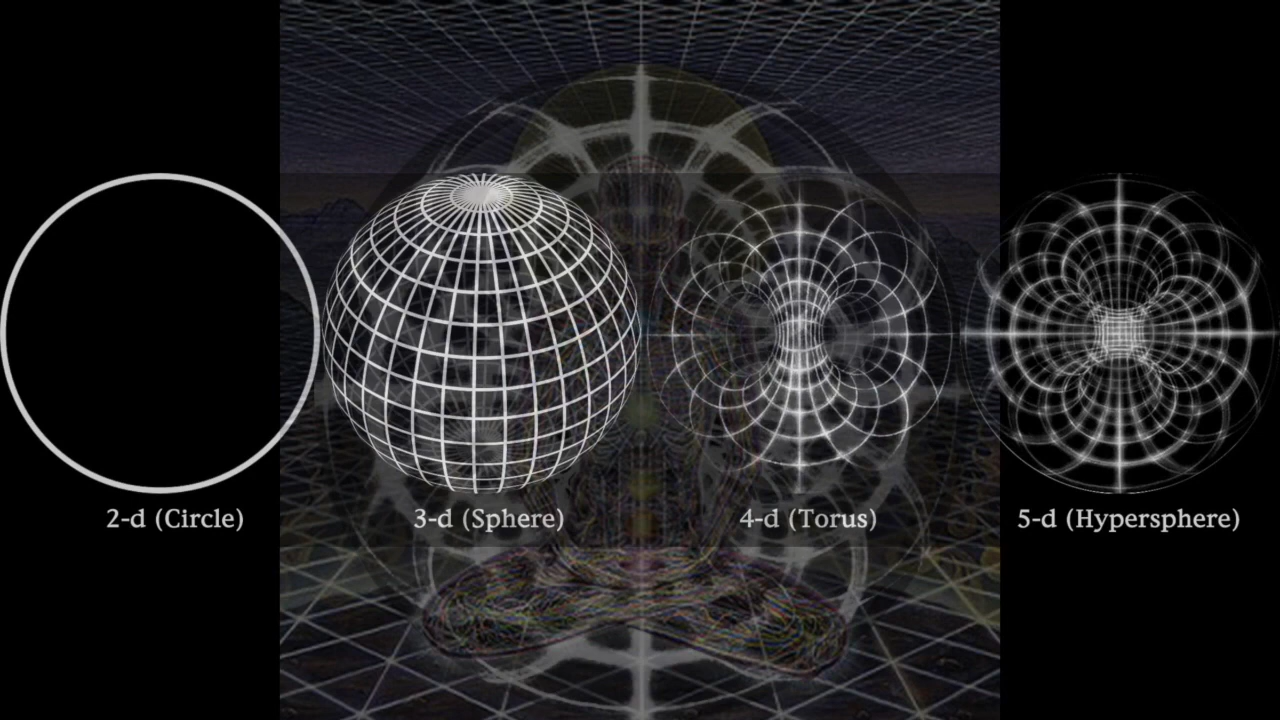 2-d (Circle)
3-d (Sphere)
4-d (Torus)
5-d (Hypersphere)